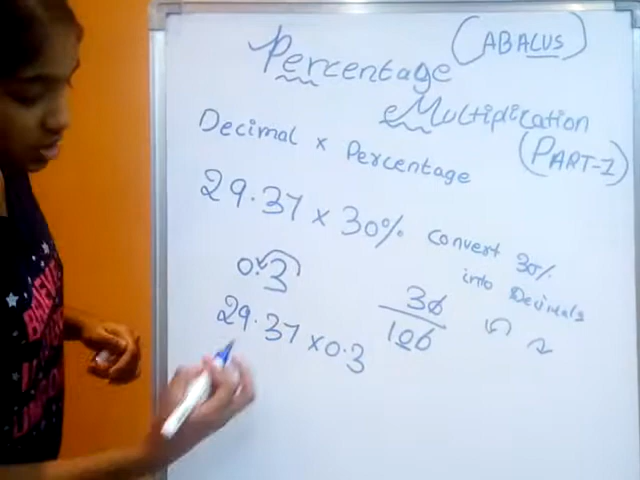 Percentage (ABALUS)
Multiplication
Decimal × Percentage (PART-1)
29.37 × 30% convert 30%
into Decimals
0.3
30
100
29.37 × 0.3